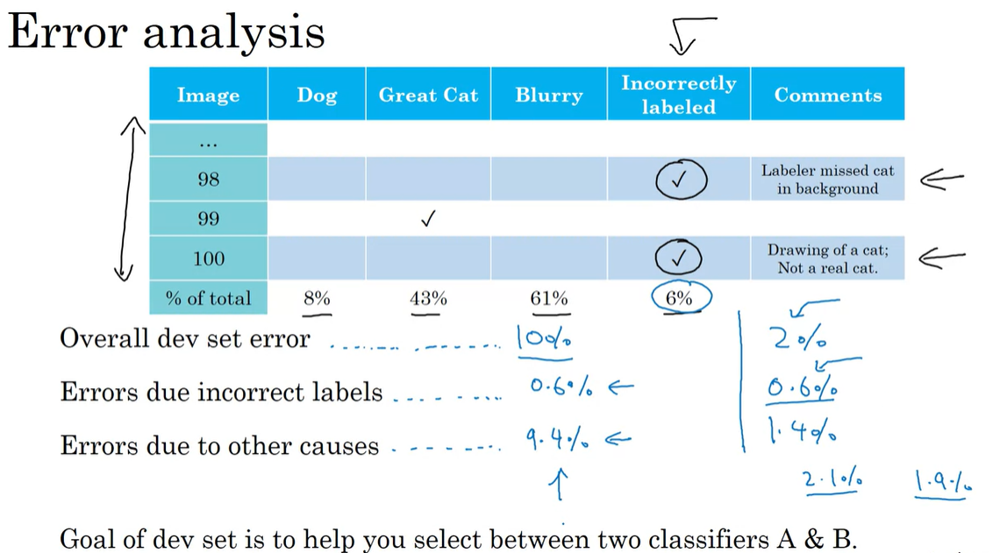 Error analysis
Image Dog Great Cat Blurry Incorrectly labeled Comments
...
98 ✓ Labeler missed cat in background
99 ✓
100 ✓ Drawing of a cat; Not a real cat.
% of total 8% 43% 61% 6%
Overall dev set error 10% 2%
Errors due incorrect labels 0.6% 0.6%
Errors due to other causes 9.4% 1.4%
2.1% 1.9%
Goal of dev set is to help you select between two classifiers A & B.